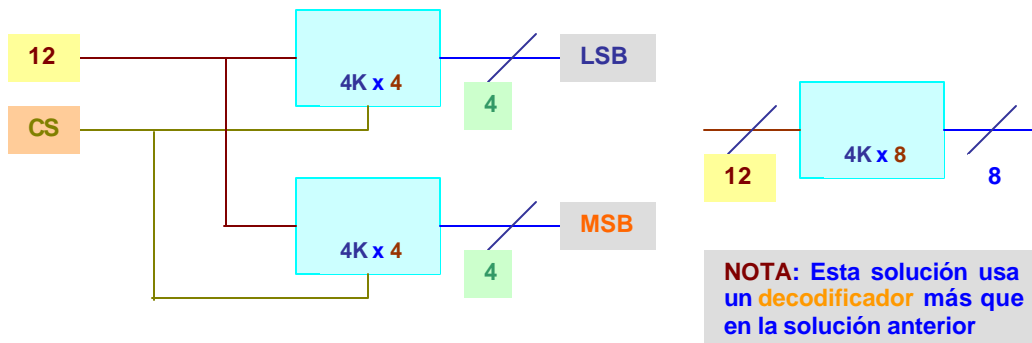 12
4K x 4
LSB
4
CS
4K x 8
12
8
4K x 4
MSB
4
NOTA: Esta solución usa
un decodificador más que
en la solución anterior